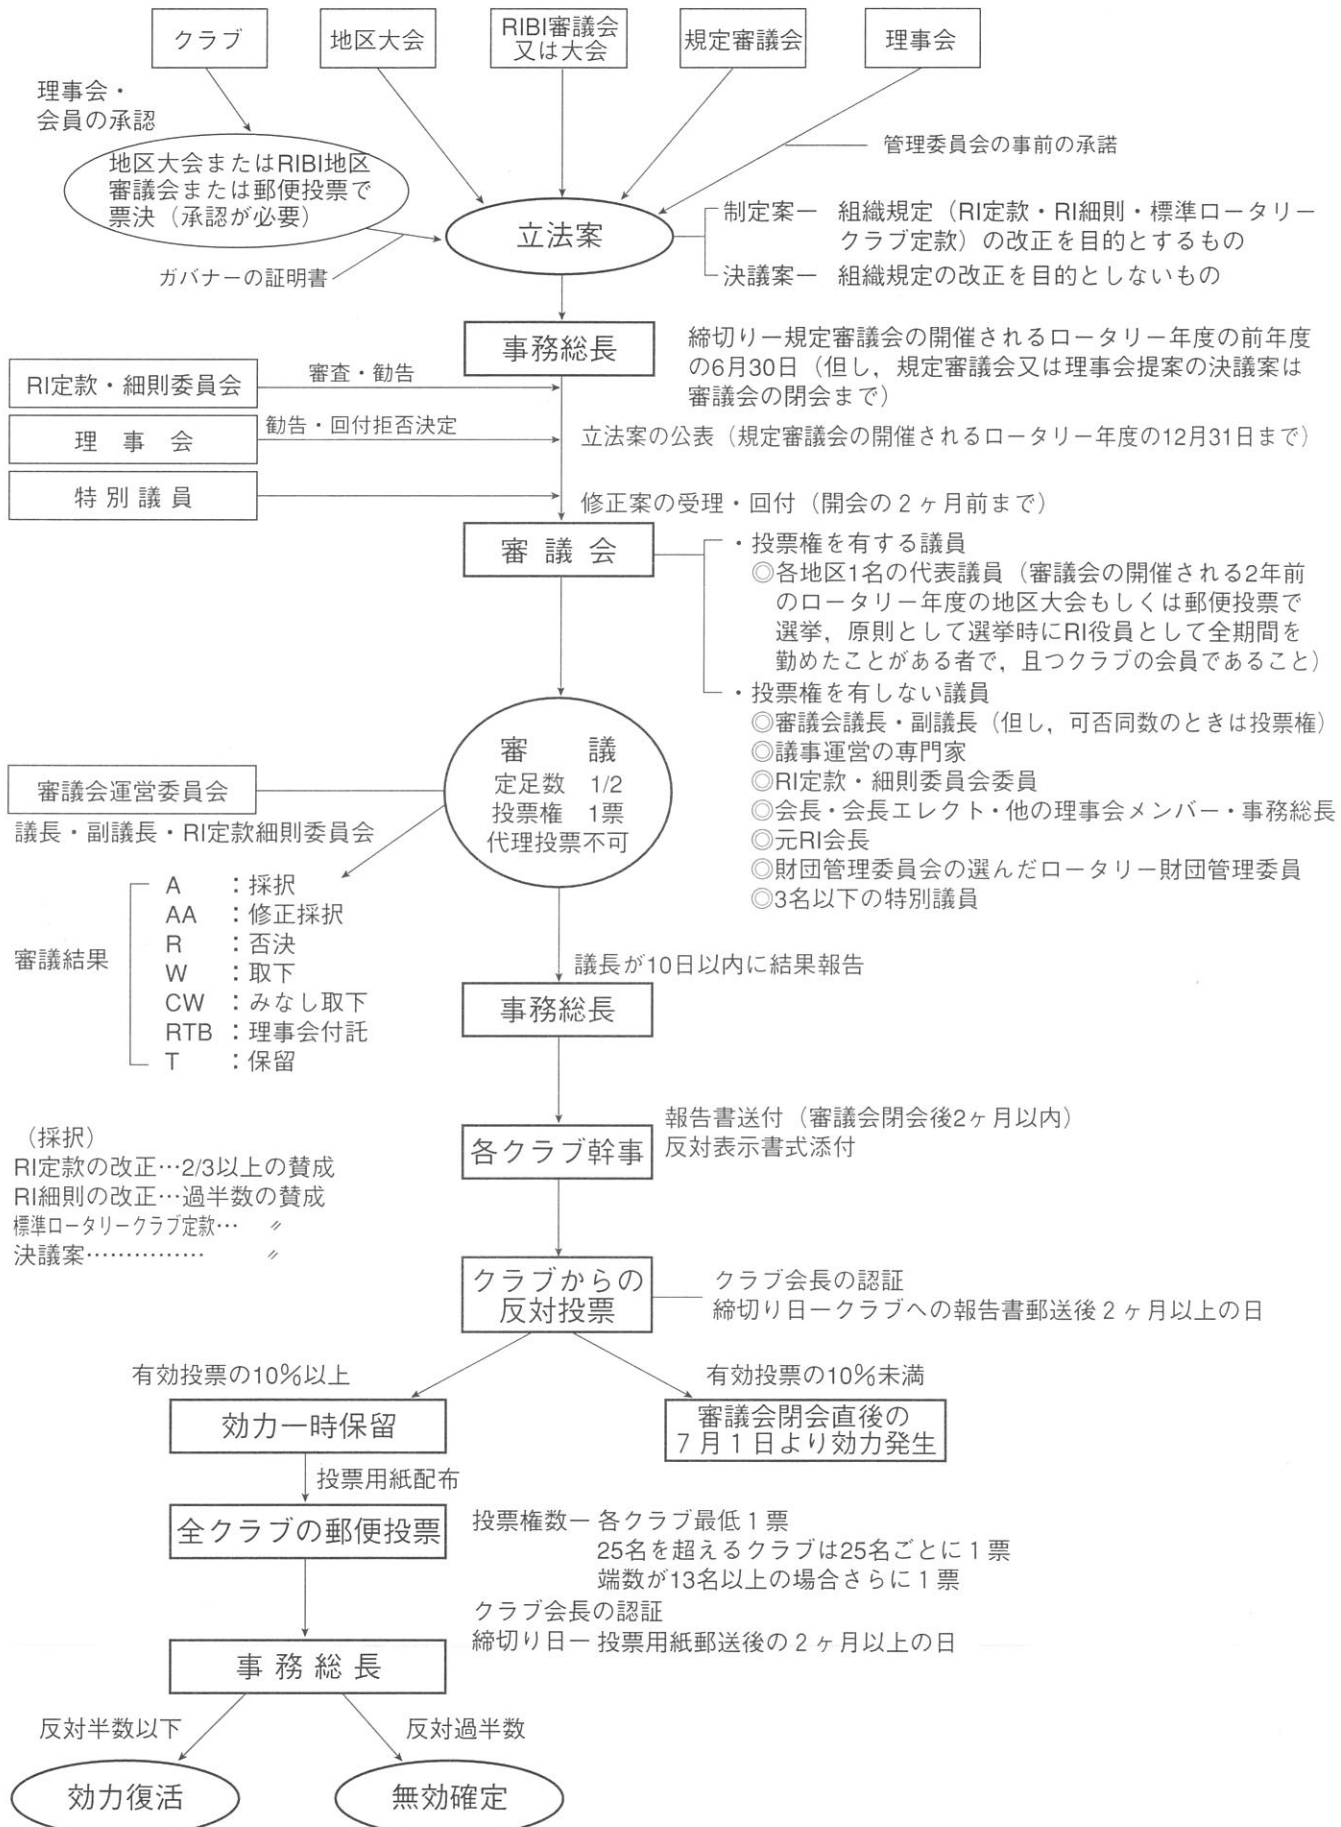 クラブ
地区大会
RIBI審議会
又は大会
規定審議会
理事会
理事会・
会員の承認
管理委員会の事前の承諾
地区大会またはRIBI地区
審議会または郵便投票で
票決（承認が必要）
ガバナーの証明書
立法案
制定案ー 組織規定（RI定款・RI細則・標準ロータリー
クラブ定款）の改正を目的とするもの
決議案ー 組織規定の改正を目的としないもの
事務総長
締切りー規定審議会の開催されるロータリー年度の前年度
の6月30日（但し，規定審議会又は理事会提案の決議案は
審議会の閉会まで）
RI定款・細則委員会
審査・勧告
理 事 会
勧告・回付拒否決定
立法案の公表（規定審議会の開催されるロータリー年度の12月31日まで）
特 別 議 員
修正案の受理・回付（開会の２ヶ月前まで）
審 議 会
・投票権を有する議員
◎各地区1名の代表議員（審議会の開催される2年前
のロータリー年度の地区大会もしくは郵便投票で
選挙，原則として選挙時にRI役員として全期間を
勤めたことがある者で，且つクラブの会員であること）
・投票権を有しない議員
◎審議会議長・副議長（但し，可否同数のときは投票権）
◎議事運営の専門家
◎RI定款・細則委員会委員
◎会長・会長エレクト・他の理事会メンバー・事務総長
◎元RI会長
◎財団管理委員会の選んだロータリー財団管理委員
◎3名以下の特別議員
審 議
定足数 1/2
投票権 1票
代理投票不可
審議会運営委員会
議長・副議長・RI定款細則委員会
審議結果
A ：採択
AA ：修正採択
R ：否決
W ：取下
CW ：みなし取下
RTB ：理事会付託
T ：保留
議長が10日以内に結果報告
事務総長
報告書送付（審議会閉会後2ヶ月以内）
反対表示書式添付
各クラブ幹事
（採択）
RI定款の改正…2/3以上の賛成
RI細則の改正…過半数の賛成
標準ロータリークラブ定款… 〃
決議案…………… 〃
クラブからの
反対投票
クラブ会長の認証
締切り日ークラブへの報告書郵送後２ヶ月以上の日
有効投票の10％以上
有効投票の10％未満
効力一時保留
審議会閉会直後の
７月１日より効力発生
投票用紙配布
全クラブの郵便投票
投票権数ー 各クラブ最低１票
25名を超えるクラブは25名ごとに１票
端数が13名以上の場合さらに１票
クラブ会長の認証
締切り日ー 投票用紙郵送後の２ヶ月以上の日
事 務 総 長
反対半数以下
反対過半数
効力復活
無効確定